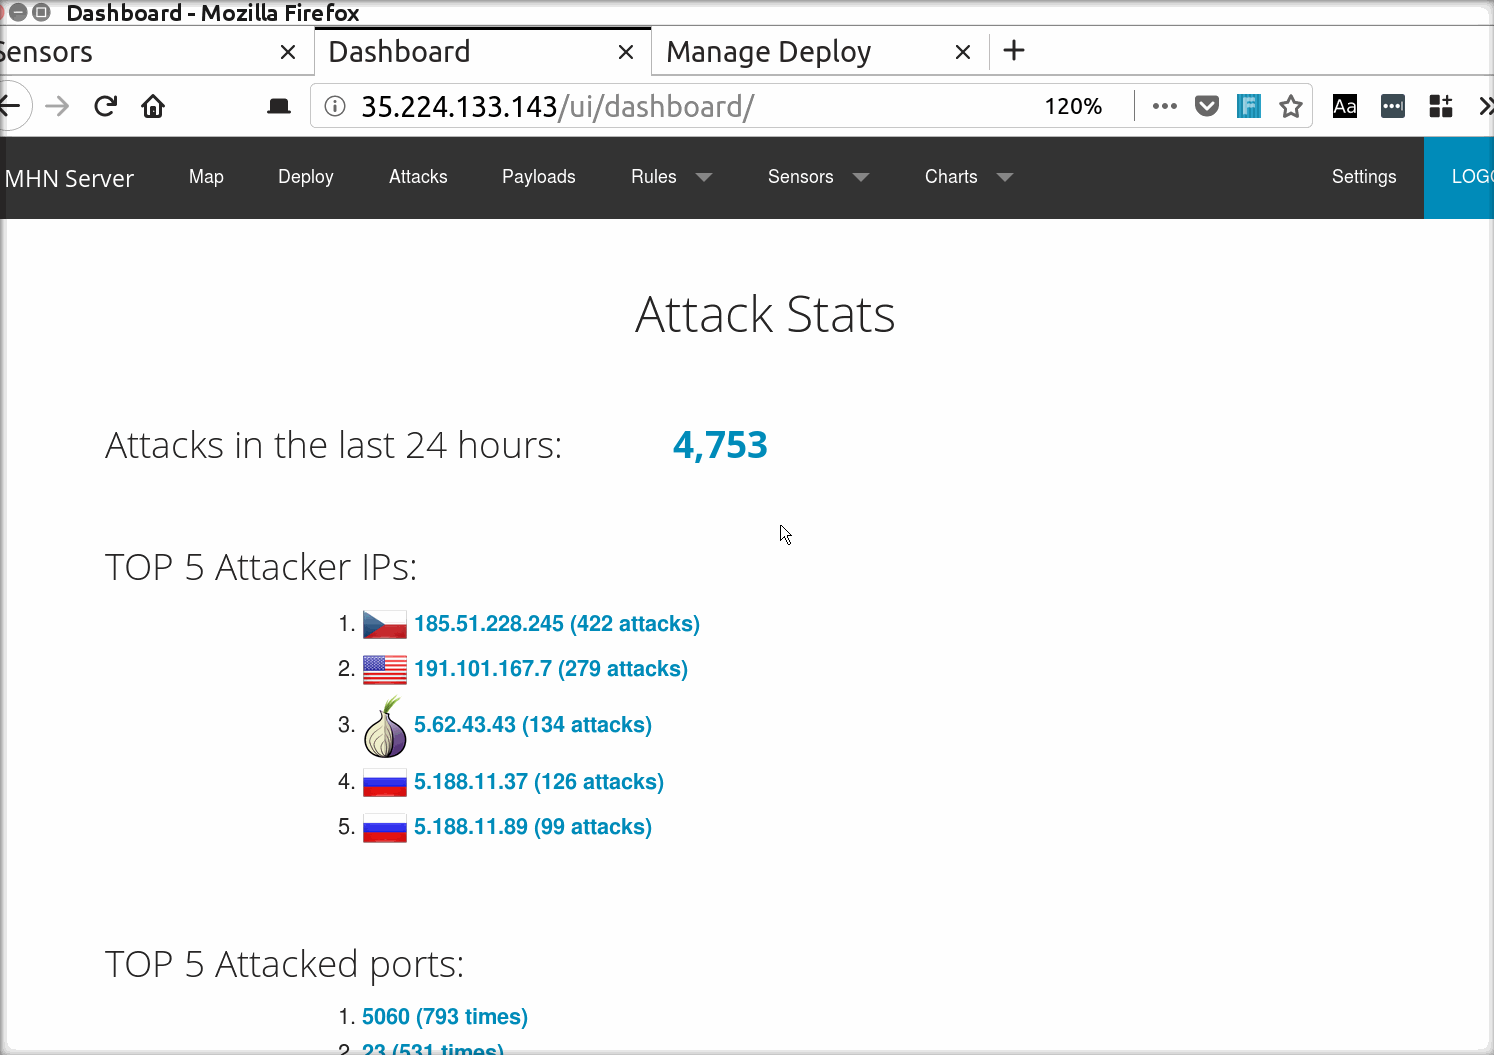 Dashboard - Mozilla Firefox
Sensors Dashboard Manage Deploy
35.224.133.143/ui/dashboard/ 120% Aa
MHN Server Map Deploy Attacks Payloads Rules Sensors Charts Settings
Attack Stats
Attacks in the last 24 hours: 4,753
TOP 5 Attacker IPs:
1. 185.51.228.245 (422 attacks)
2. 191.101.167.7 (279 attacks)
3. 5.62.43.43 (134 attacks)
4. 5.188.11.37 (126 attacks)
5. 5.188.11.89 (99 attacks)
TOP 5 Attacked ports:
1. 5060 (793 times)
2. 23 (531 times)